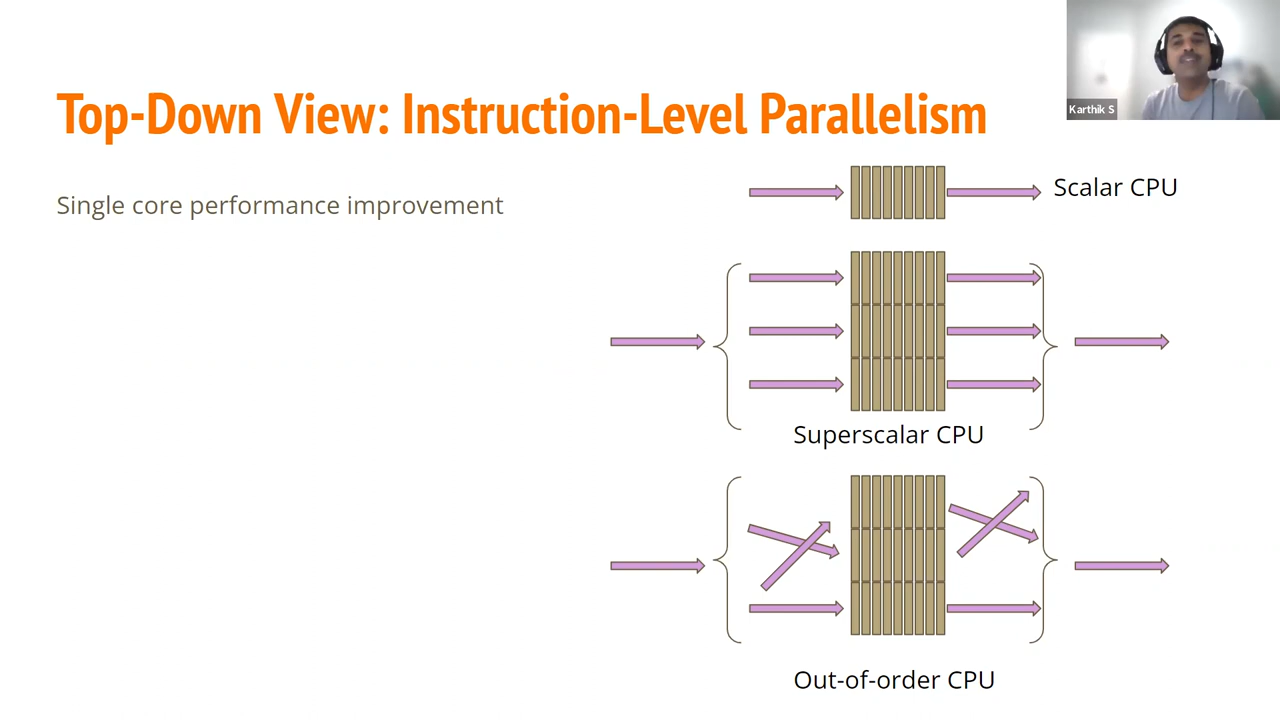 Top-Down View: Instruction-Level Parallelism
Karthik S
Single core performance improvement
Scalar CPU
Superscalar CPU
Out-of-order CPU